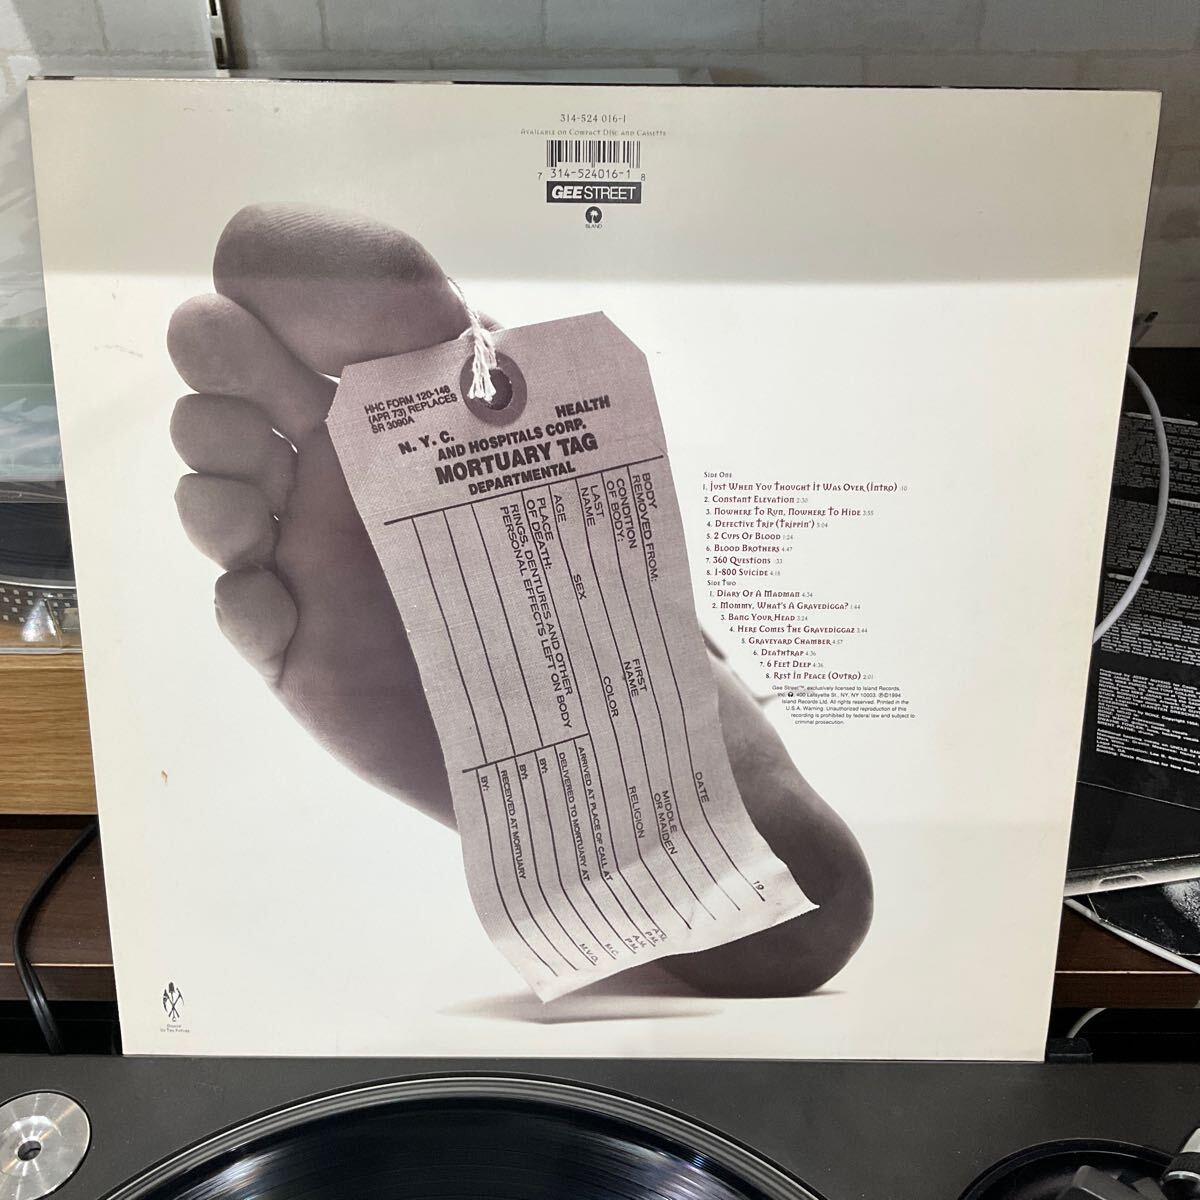 314-524 016-1
Available on Compact Disc and Cassette
7 314-524016-1 8
GEE STREET
ISLAND
HHC FORM 120-148
(APR 73) REPLACES
SR 3090A
N. Y. C. HEALTH
AND HOSPITALS CORP.
MORTUARY TAG
DEPARTMENTAL
BODY
REMOVED FROM:
CONDITION
OF BODY:
LAST
NAME
FIRST
NAME
MIDDLE
OR MAIDEN
AGE
SEX
COLOR
RELIGION
DATE
19
PLACE
OF DEATH:
RINGS, DENTURES AND OTHER
PERSONAL EFFECTS LEFT ON BODY
ARRIVED AT PLACE OF CALL AT
A.M.
P.M.
DELIVERED TO MORTUARY AT
A.M.
P.M.
BY:
M.C.
RECEIVED AT MORTUARY
BY:
M.V.O.
BY:
Side One
1. Just When You Thought It Was Over (Intro) :10
2. Constant Elevation 2:30
3. Nowhere To Run, Nowhere To Hide 3:55
4. Defective Trip (Trippin') 5:04
5. 2 Cups Of Blood 1:24
6. Blood Brothers 4:47
7. 360 Questions :33
8. 1-800 Suicide 4:18
Side Two
1. Diary Of A Madman 4:34
2. Mommy, What's A Gravedigga? 1:44
3. Bang Your Head 3:24
4. Here Comes The Gravediggaz 3:44
5. Graveyard Chamber 4:57
6. Deathtrap 4:36
7. 6 Feet Deep 4:36
8. Rest In Peace (Outro) 2:01
Gee Street™, exclusively licensed to Island Records,
Inc. 400 Lafayette St., NY, NY 10003. ℗©1994
Island Records Ltd. All rights reserved. Printed in the
U.S.A. Warning: Unauthorized reproduction of this
recording is prohibited by federal law and subject to
criminal prosecution.